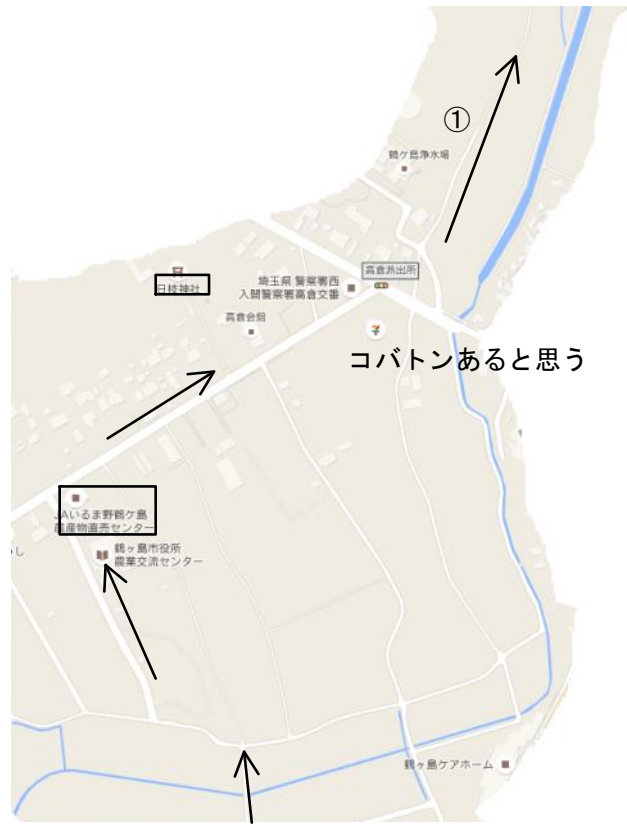 ①
鶴ケ島浄水場
高倉派出所
日枝神社
埼玉県 警察署西
入間警察署高倉交番
高倉会館
コバトンあると思う
JAいるま野鶴ケ島
農産物直売センター
し
鶴ヶ島市役所
農業交流センター
鶴ヶ島ケアホーム